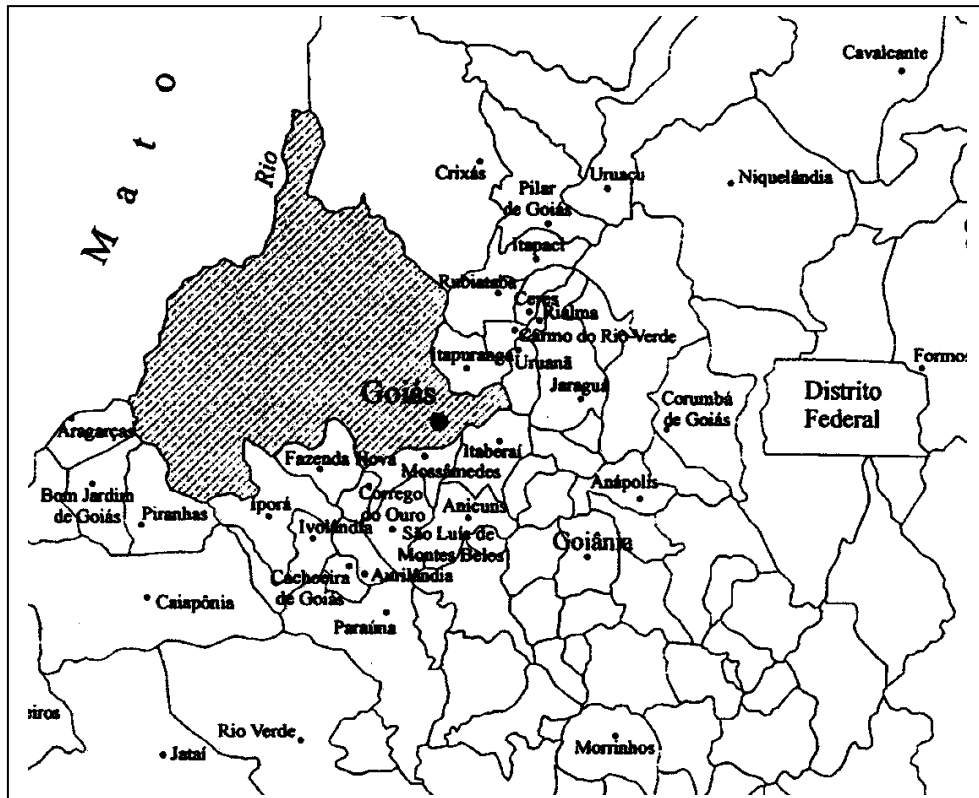 Cavalcante
Mato
Rio
Crixás
Uruaçu
Niquelândia
Pilar
de Goiás
Itapaci
Rubiataba
Ceres
Rialma
Carmo do Rio Verde
Itapuranga
Uruanã
Formos
Jaraguá
Goiás
Corumbá
de Goiás
Distrito
Federal
Aragarças
Itaberaí
Fazenda Nova
Mossâmedes
Anápolis
Bom Jardim
de Goiás
Piranhas
Iporá
Córrego
do Ouro
Anicuns
Ivolândia
São Luís de
Montes Belos
Goiânia
Cachoeira
de Goiás
Aurilândia
Caiapônia
Paraúna
eiros
Rio Verde
Jataí
Morrinhos